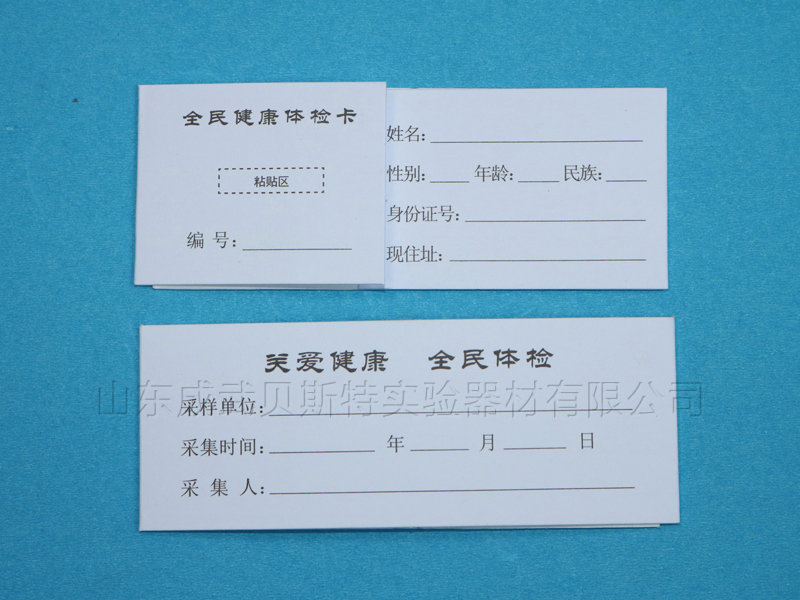 全民健康体检卡
粘贴区
编 号:
姓名:
性别: 年龄: 民族:
身份证号:
现住址:
关爱健康 全民体检
山东成武贝斯特实验器材有限公司
采样单位:
采集时间: 年 月 日
采 集 人: